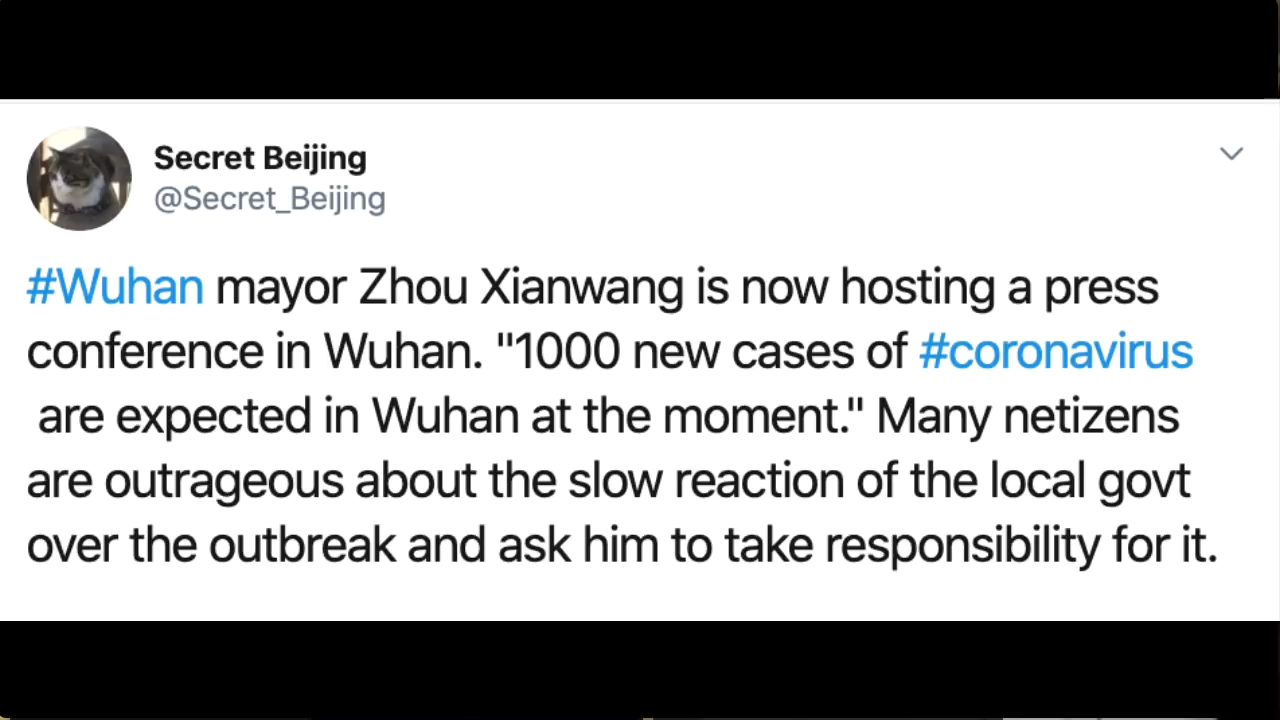 Secret Beijing
@Secret_Beijing
#Wuhan mayor Zhou Xianwang is now hosting a press
conference in Wuhan. "1000 new cases of #coronavirus
are expected in Wuhan at the moment." Many netizens
are outrageous about the slow reaction of the local govt
over the outbreak and ask him to take responsibility for it.